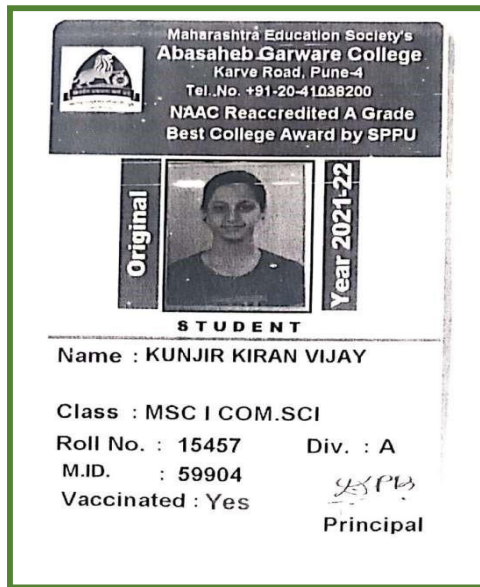 Maharashtra Education Society's
Abasaheb Garware College
Karve Road, Pune-4
Tel .No. +91-20-41038200
NAAC Reaccredited A Grade
Best College Award by SPPU
Original
Year 2021-22
STUDENT
Name : KUNJIR KIRAN VIJAY
Class : MSC I COM.SCI
Roll No. : 15457 Div. : A
M.ID. : 59904
Vaccinated : Yes
Principal